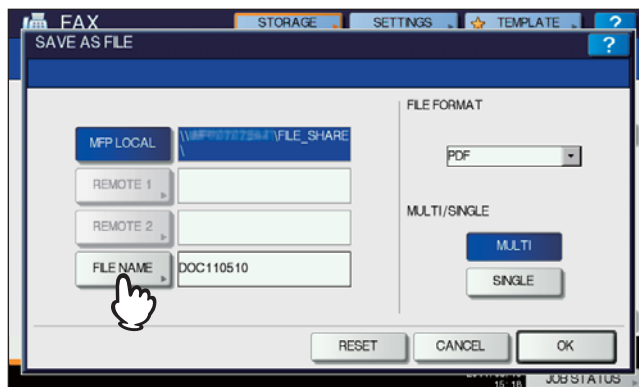 FAX
STORAGE
SETTINGS
TEMPLATE
?
SAVE AS FILE
?
MFP LOCAL
\\ \FILE_SHARE
\
REMOTE 1
REMOTE 2
FILE NAME
DOC110510
FILE FORMAT
PDF
MULTI/SINGLE
MULTI
SINGLE
RESET
CANCEL
OK
15:18
JOB STATUS